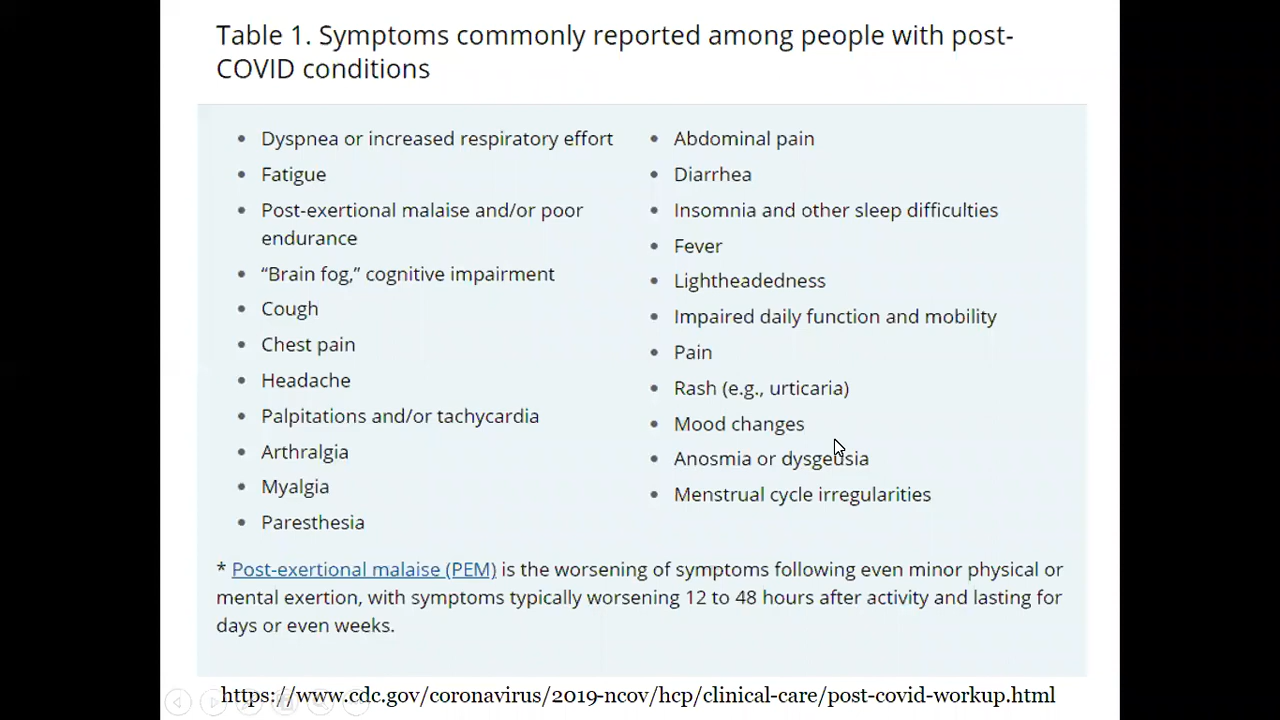 Table 1. Symptoms commonly reported among people with post-
COVID conditions
• Dyspnea or increased respiratory effort
• Fatigue
• Post-exertional malaise and/or poor
endurance
• “Brain fog,” cognitive impairment
• Cough
• Chest pain
• Headache
• Palpitations and/or tachycardia
• Arthralgia
• Myalgia
• Paresthesia
• Abdominal pain
• Diarrhea
• Insomnia and other sleep difficulties
• Fever
• Lightheadedness
• Impaired daily function and mobility
• Pain
• Rash (e.g., urticaria)
• Mood changes
• Anosmia or dysgeusia
• Menstrual cycle irregularities
* Post-exertional malaise (PEM) is the worsening of symptoms following even minor physical or
mental exertion, with symptoms typically worsening 12 to 48 hours after activity and lasting for
days or even weeks.
https://www.cdc.gov/coronavirus/2019-ncov/hcp/clinical-care/post-covid-workup.html